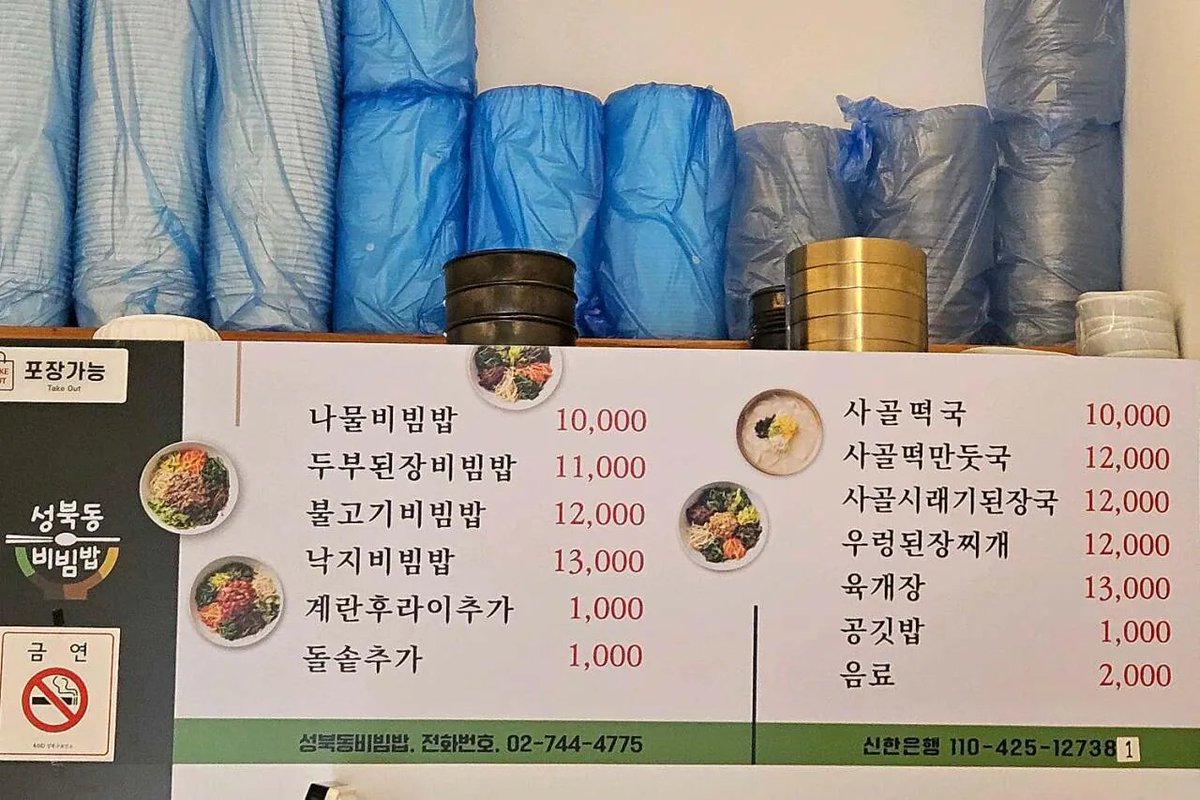 포장가능
Take Out
성북동
비빔밥
금 연
나물비빔밥 10,000
두부된장비빔밥 11,000
불고기비빔밥 12,000
낙지비빔밥 13,000
계란후라이추가 1,000
돌솥추가 1,000
사골떡국 10,000
사골떡만둣국 12,000
사골시래기된장국 12,000
우렁된장찌개 12,000
육개장 13,000
공깃밥 1,000
음료 2,000
성북동비빔밥. 전화번호. 02-744-4775
신한은행 110-425-127381